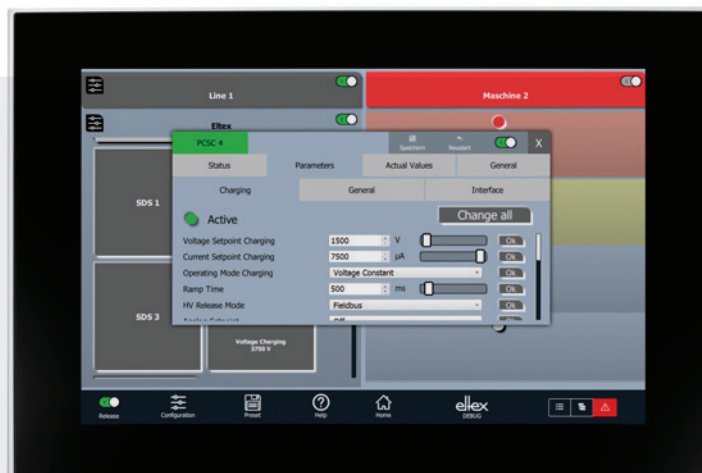 Line 1
Maschine 2
Eltex
PCSC 4
Speichern
Neustart
X
Status
Parameters
Actual Values
General
Charging
General
Interface
Active
Change all
Voltage Setpoint Charging 1500 V Ok
Current Setpoint Charging 7500 µA Ok
Operating Mode Charging Voltage Constant Ok
Ramp Time 500 ms Ok
HV Release Mode Fieldbus Ok
SDS 1
SDS 3
Voltage Charging
3750 V
Release
Configuration
Preset
Help
Home
eltex
DEBUG